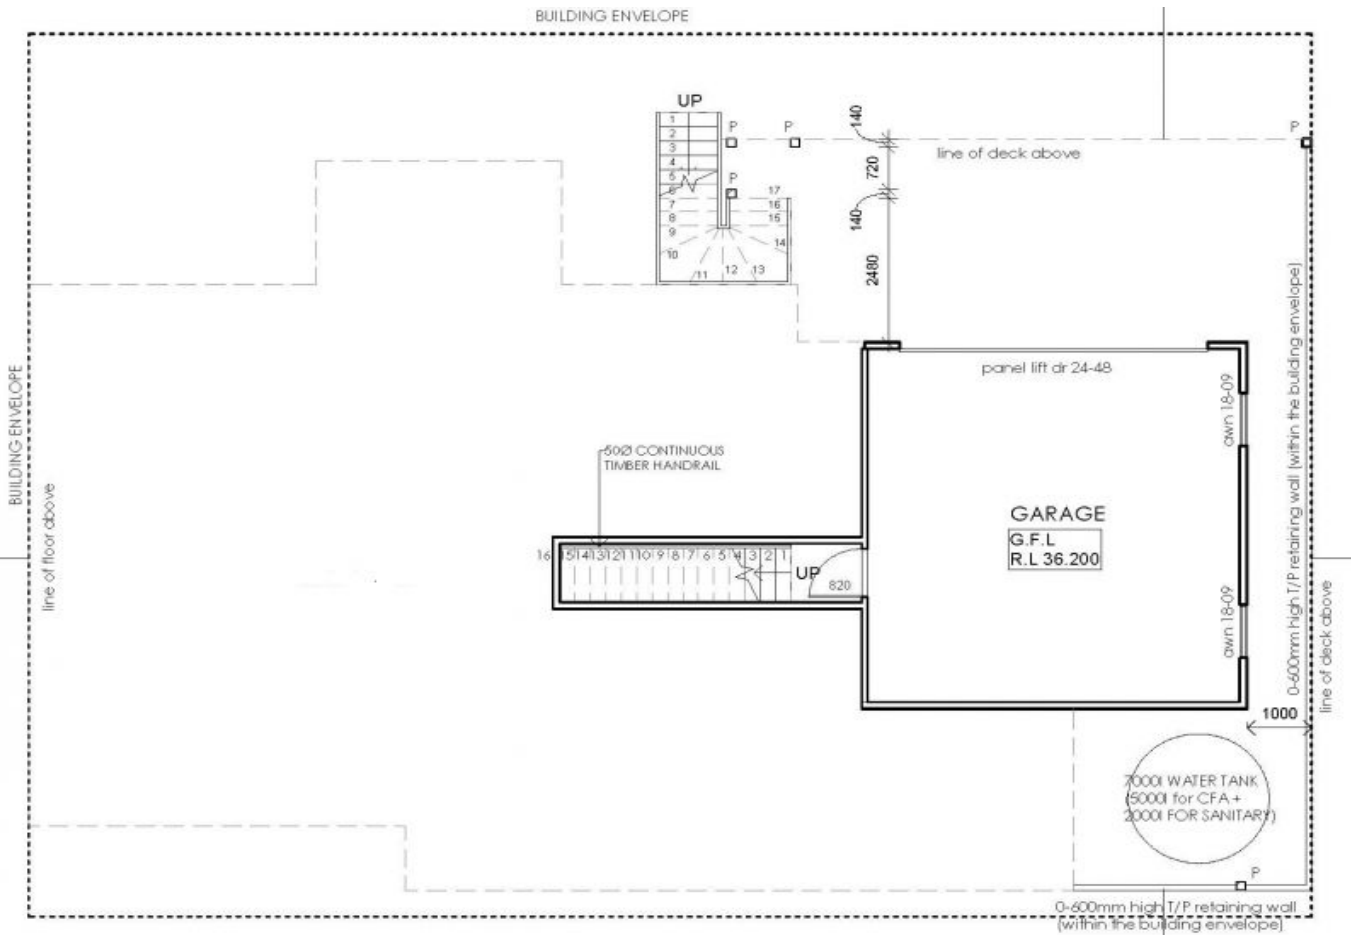 BUILDING ENVELOPE
UP
1
2
3
4
5
6
7
8
9
10
11
12
13
14
15
16
17
P
P
P
P
140
720
140
2480
line of deck above
panel lift dr 24-48
awn 18-09
0-600mm high T/P retaining wall (within the building envelope)
BUILDING ENVELOPE
line of floor above
50Ø CONTINUOUS
TIMBER HANDRAIL
GARAGE
G.F.L
R.L 36.200
16 15 14 13 12 11 10 9 8 7 6 5 4 3 2 1
UP
820
awn 18-09
line of deck above
1000
7000l WATER TANK
(5000l for CFA +
2000l FOR SANITARY)
P
0-600mm high T/P retaining wall
(within the building envelope)